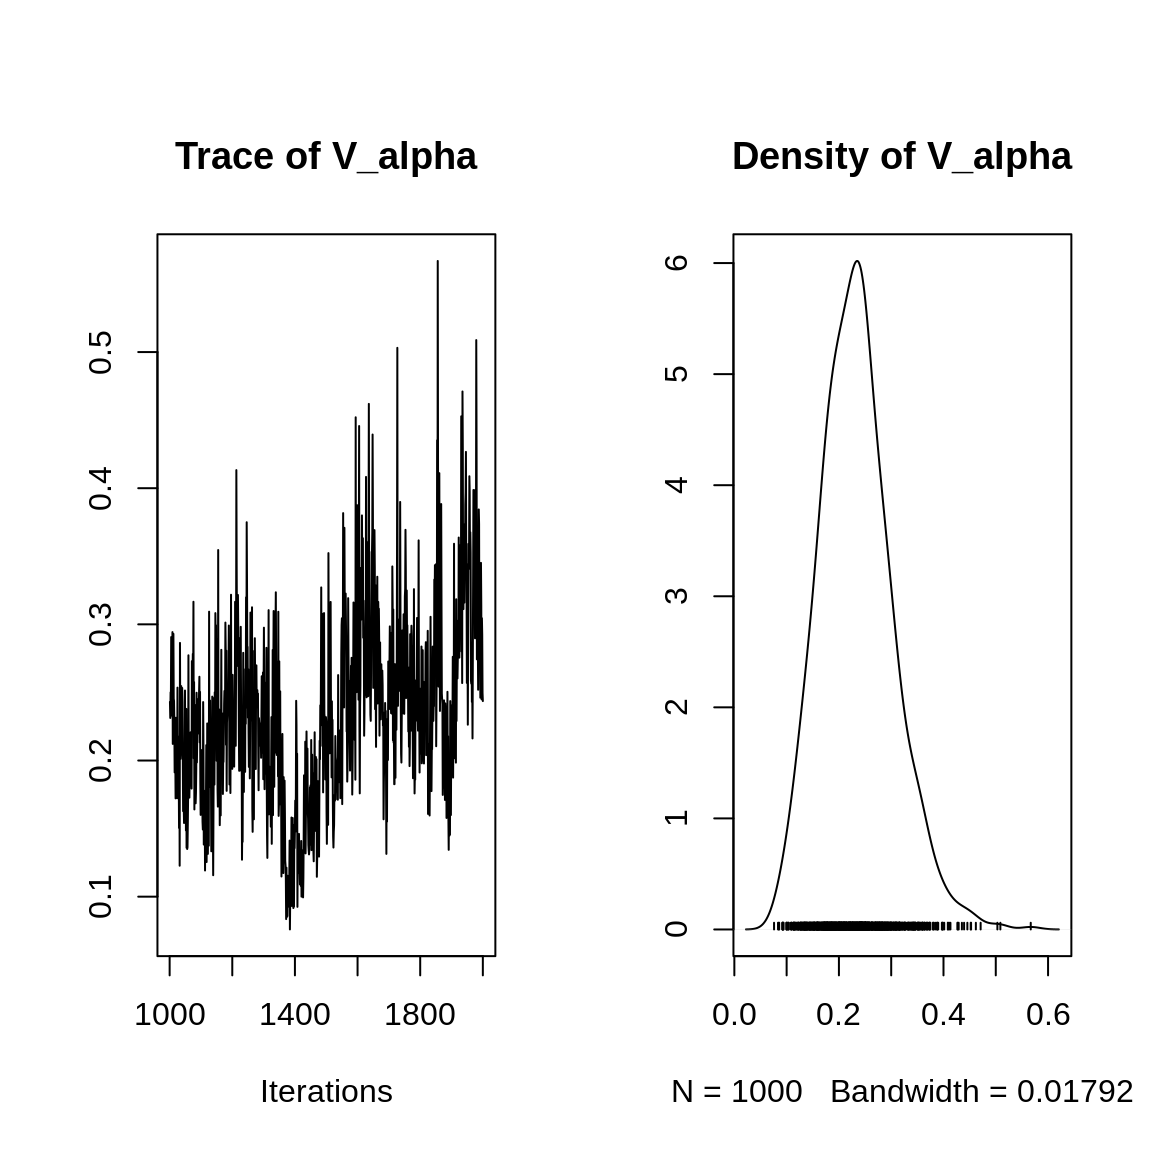 Trace of V_alpha
0.5
0.4
0.3
0.2
0.1
1000 1400 1800
Iterations
Density of V_alpha
6
5
4
3
2
1
0
0.0 0.2 0.4 0.6
N = 1000 Bandwidth = 0.01792